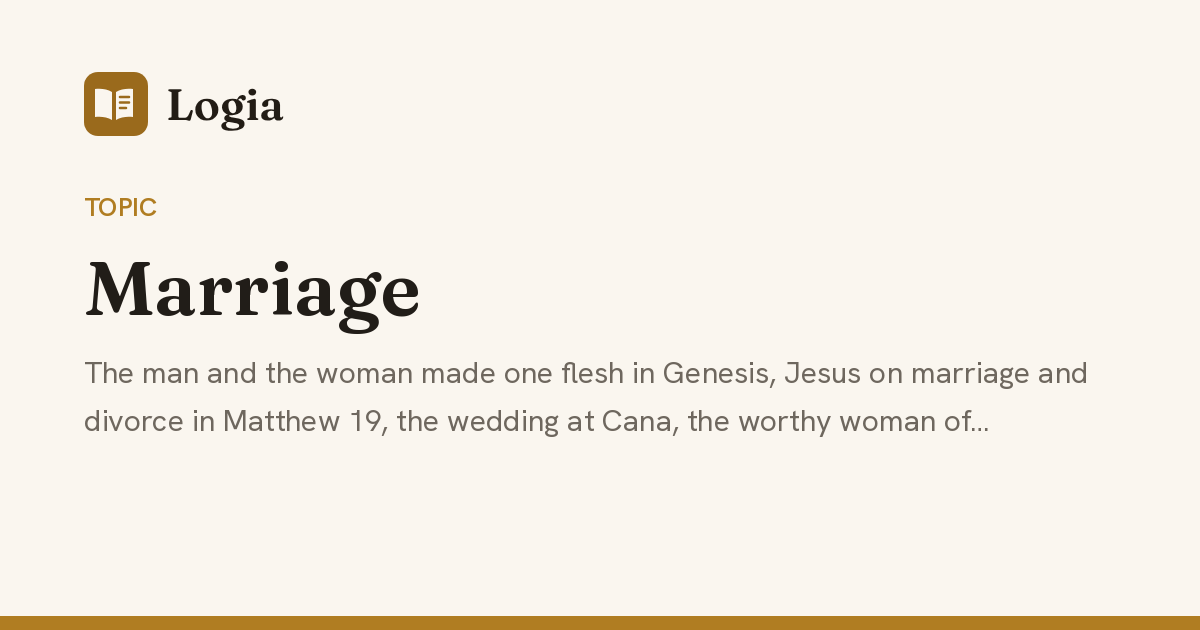 Logia
TOPIC
Marriage
The man and the woman made one flesh in Genesis, Jesus on marriage and
divorce in Matthew 19, the wedding at Cana, the worthy woman of…